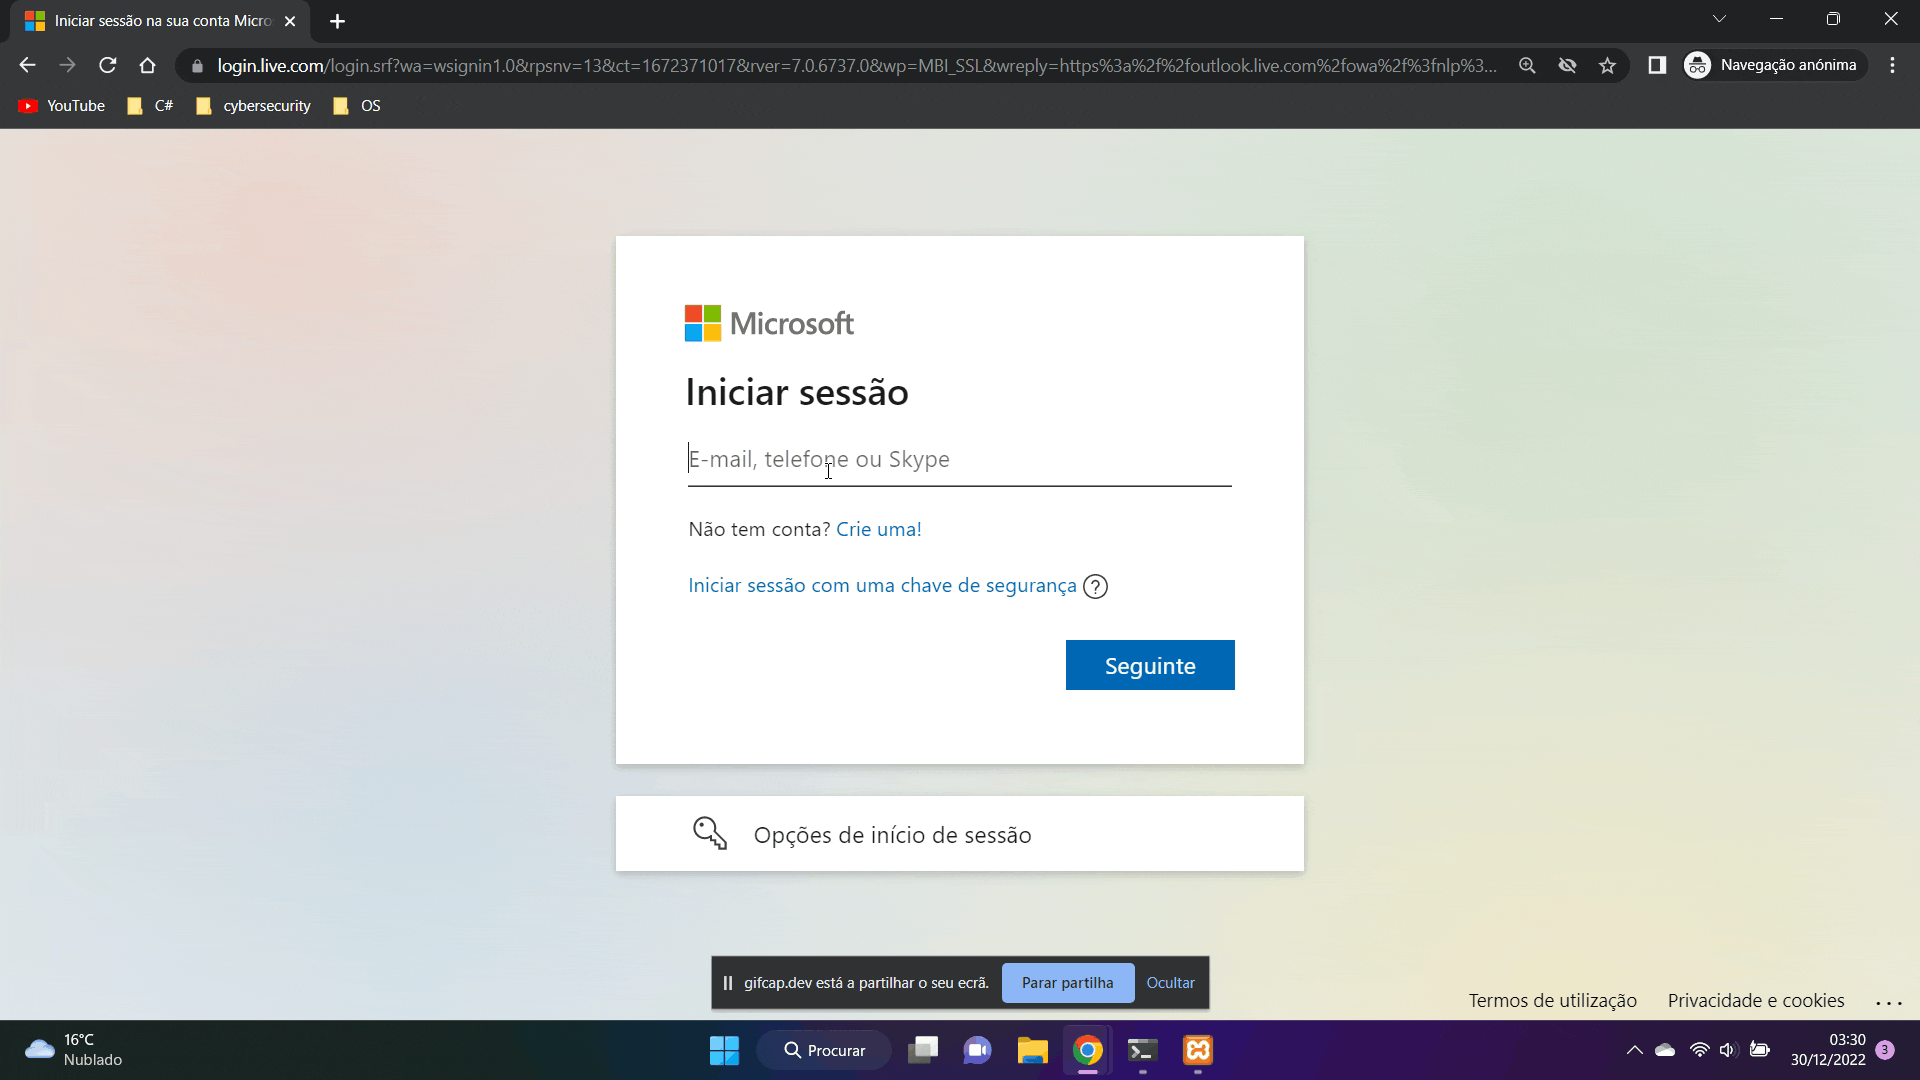 Iniciar sessão na sua conta Micro
login.live.com/login.srf?wa=wsignin1.0&rpsnv=13&ct=1672371017&rver=7.0.6737.0&wp=MBI_SSL&wreply=https%3a%2f%2foutlook.live.com%2fowa%2f%3fnlp%3...
Navegação anónima
YouTube
C#
cybersecurity
OS
Microsoft
Iniciar sessão
E-mail, telefone ou Skype
Não tem conta? Crie uma!
Iniciar sessão com uma chave de segurança ?
Seguinte
Opções de início de sessão
gifcap.dev está a partilhar o seu ecrã.
Parar partilha
Ocultar
Termos de utilização
Privacidade e cookies
...
16°C
Nublado
Procurar
03:30
30/12/2022
3